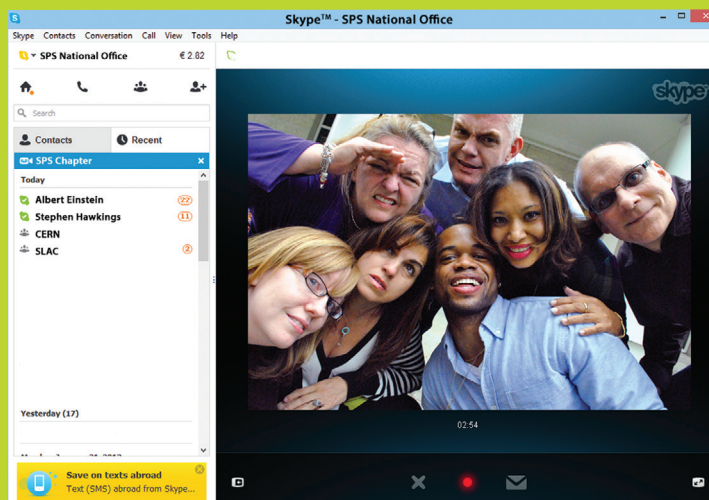 Skype™ - SPS National Office
Skype Contacts Conversation Call View Tools Help
SPS National Office € 2.82
skype
Search
Contacts Recent
SPS Chapter
Today
Albert Einstein 22
Stephen Hawkings 11
CERN
SLAC 2
02:54
Yesterday (17)
Save on texts abroad
Text (SMS) abroad from Skype...